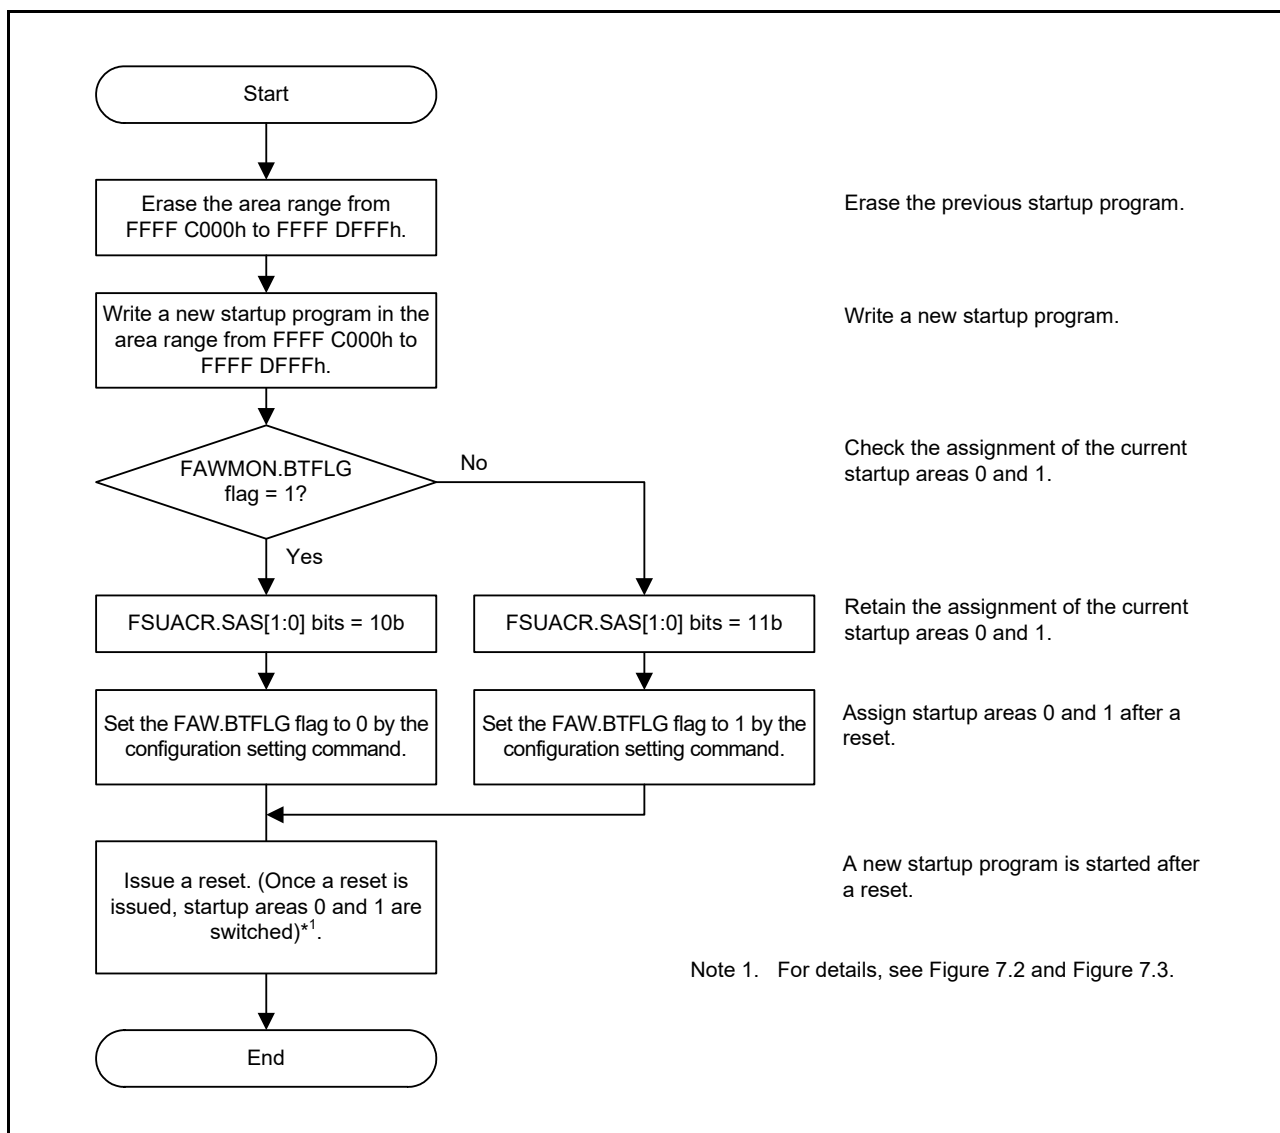 Start
Erase the area range from
FFFF C000h to FFFF DFFFh.
Erase the previous startup program.
Write a new startup program in the
area range from FFFF C000h to
FFFF DFFFh.
Write a new startup program.
FAWMON.BTFLG
flag = 1?
No
Yes
Check the assignment of the current
startup areas 0 and 1.
FSUACR.SAS[1:0] bits = 10b
FSUACR.SAS[1:0] bits = 11b
Retain the assignment of the current
startup areas 0 and 1.
Set the FAW.BTFLG flag to 0 by the
configuration setting command.
Set the FAW.BTFLG flag to 1 by the
configuration setting command.
Assign startup areas 0 and 1 after a
reset.
Issue a reset. (Once a reset is
issued, startup areas 0 and 1 are
switched)*1.
A new startup program is started after
a reset.
Note 1. For details, see Figure 7.2 and Figure 7.3.
End